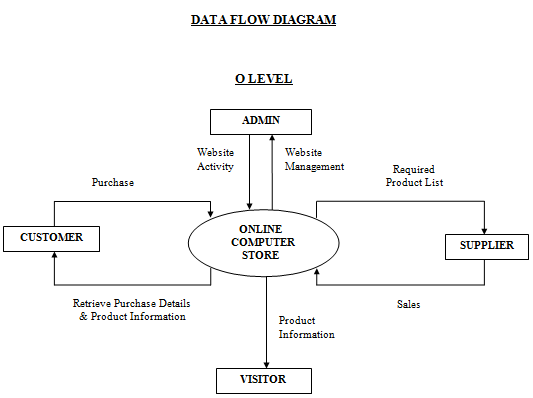 DATA FLOW DIAGRAM
O LEVEL
ADMIN
Website
Activity
Website
Management
Required
Product List
Purchase
CUSTOMER
ONLINE
COMPUTER
STORE
SUPPLIER
Retrieve Purchase Details
& Product Information
Sales
Product
Information
VISITOR